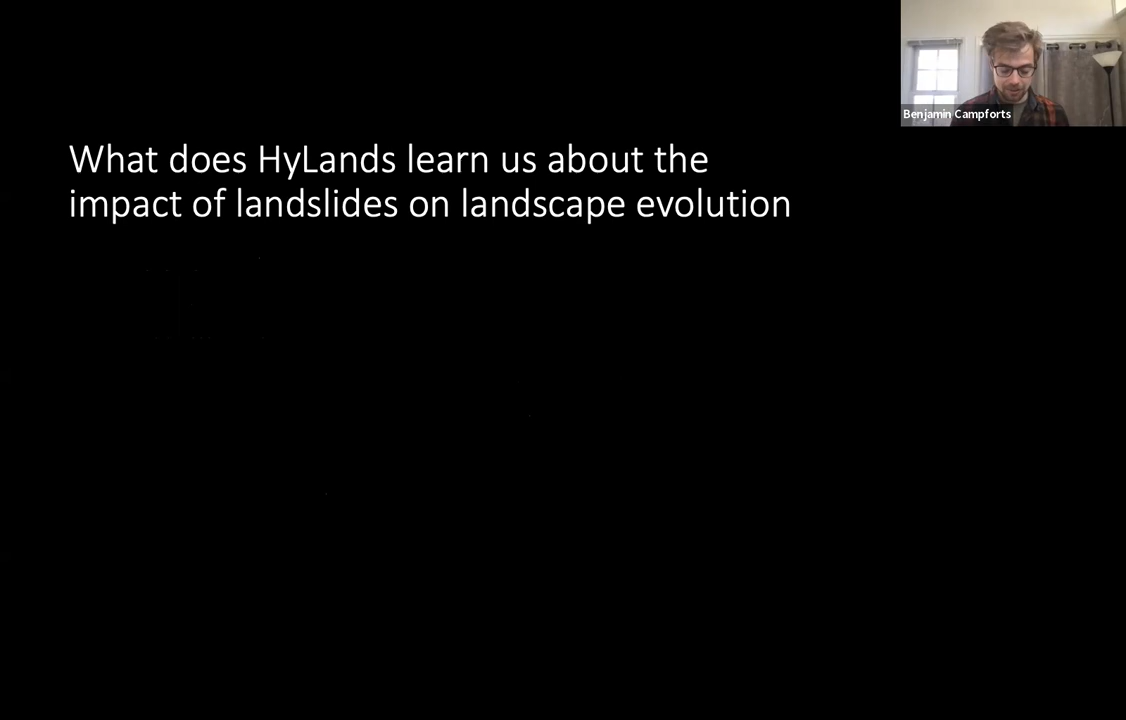 Benjamin Campforts
What does HyLands learn us about the
impact of landslides on landscape evolution